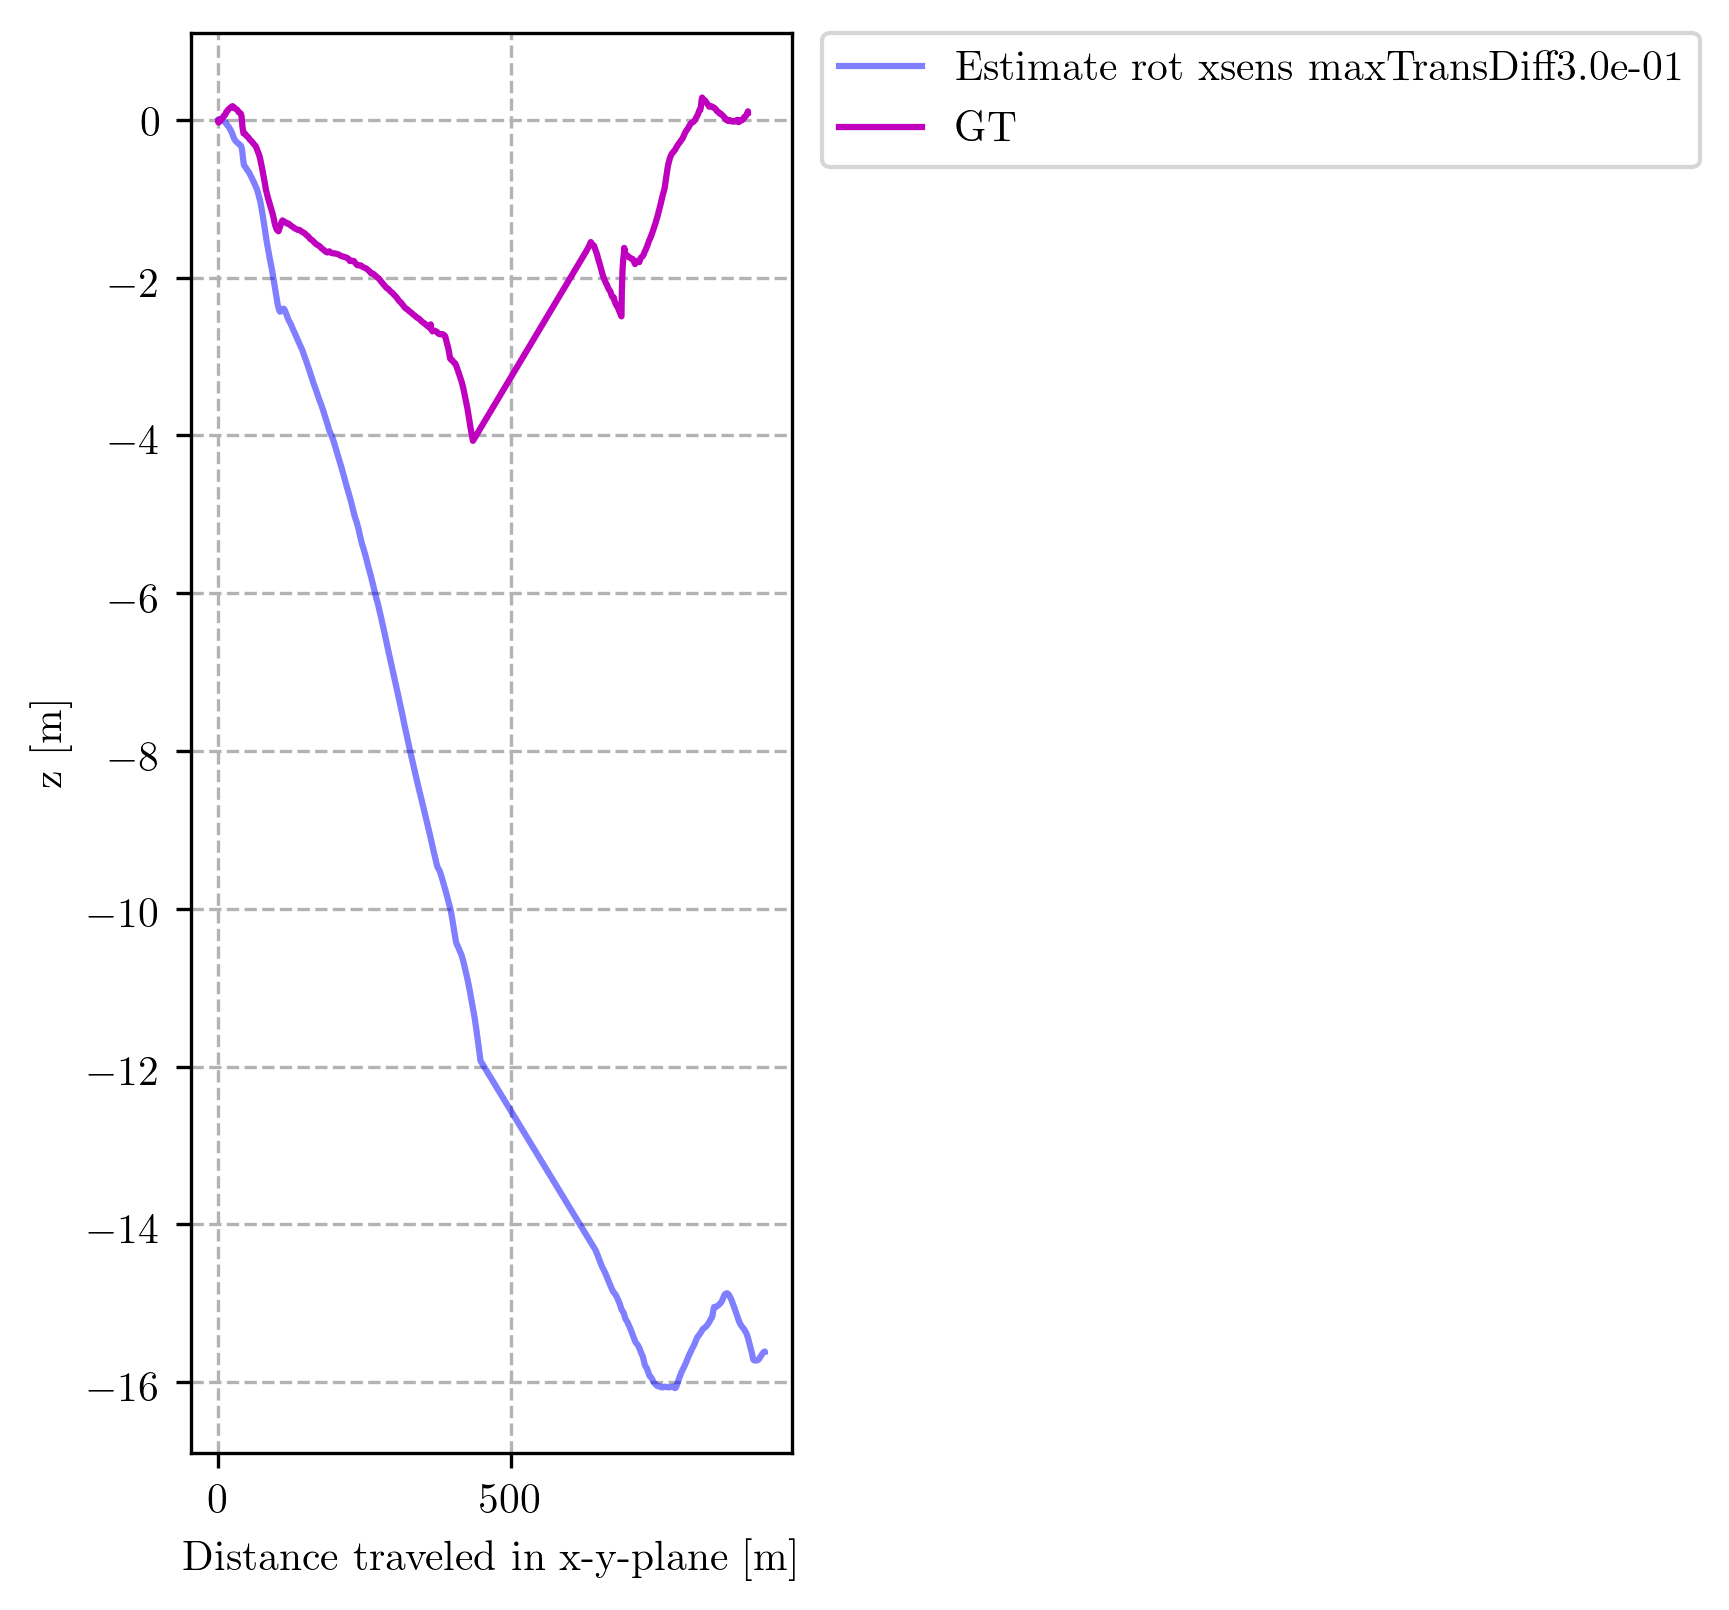 Estimate rot xsens maxTransDiff3.0e-01
GT
0
−2
−4
−6
−8
−10
−12
−14
−16
z [m]
0 500
Distance traveled in x-y-plane [m]